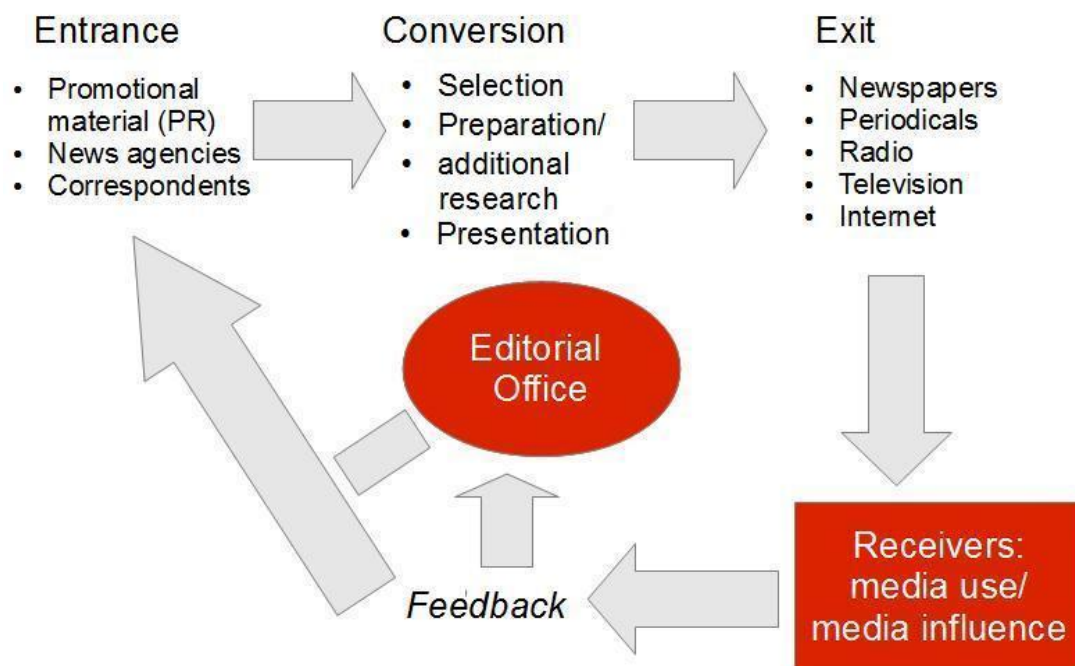 Entrance
• Promotional
material (PR)
• News agencies
• Correspondents
Conversion
• Selection
• Preparation/
• additional
research
• Presentation
Exit
• Newspapers
• Periodicals
• Radio
• Television
• Internet
Editorial
Office
Receivers:
media use/
media influence
Feedback